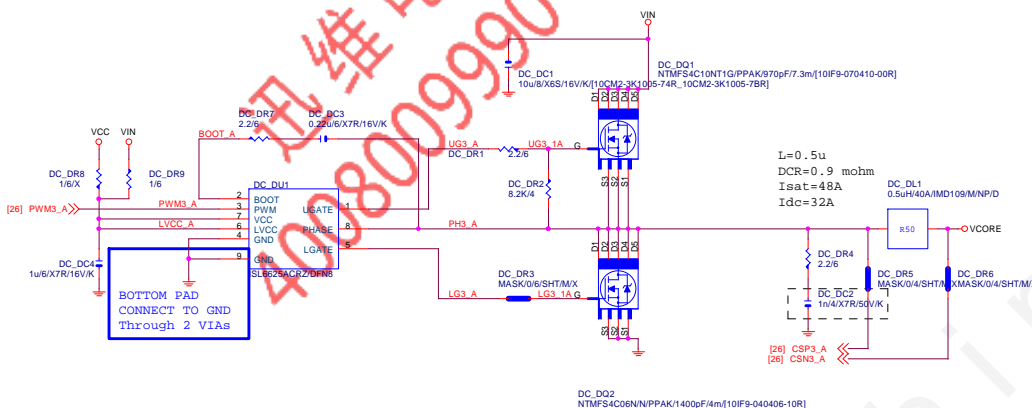 迅维
4008009990
VIN
DC_DQ1
NTMFS4C10NT1G/PPAK/970pF/7.3m/[10IF9-070410-00R]
DC_DC1
10u/8/X6S/16V/K/[10CM2-3K1005-74R_10CM2-3K1005-7BR]
D1 D2 D3 D4 D5
DC_DR7
2.2/6
DC_DC3
0.22u/6/X7R/16V/K
VCC
VIN
BOOT_A
UG3_A
DC_DR1
2.2/6
UG3_1A
G
S3 S2 S1
L=0.5u
DCR=0.9 mohm
Isat=48A
Idc=32A
DC_DR8
1/6/X
DC_DR9
1/6
DC_DU1
DC_DR2
8.2K/4
DC_DL1
0.5uH/40A/IMD109/M/NP/D
[26] PWM3_A
PWM3_A
LVCC_A
2 BOOT
3 PWM
7 VCC
6 LVCC
4 GND
9 GND
UGATE 1
PHASE 8
LGATE 5
ISL6625ACRZ/DFN8
PH3_A
R50
VCORE
D1 D2 D3 D4 D5
DC_DC4
1u/6/X7R/16V/K
DC_DR3
MASK/0/6/SHT/M/X
LG3_A
LG3_1A
G
S3 S2 S1
DC_DR4
2.2/6
DC_DC2
1n/4/X7R/50V/K
DC_DR5
MASK/0/4/SHT/M/X
DC_DR6
MASK/0/4/SHT/M/X
BOTTOM PAD
CONNECT TO GND
Through 2 VIAs
[26] CSP3_A
[26] CSN3_A
DC_DQ2
NTMFS4C06N/N/PPAK/1400pF/4m/[10IF9-040406-10R]